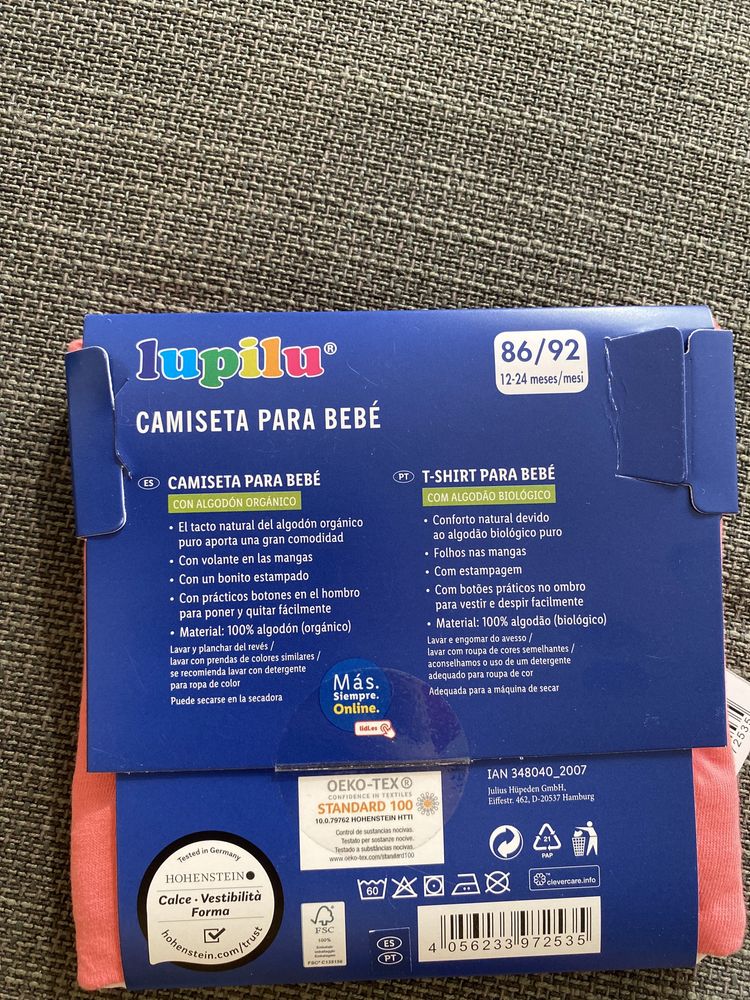 lupilu®
86/92
12-24 meses/mesi
CAMISETA PARA BEBÉ
ES CAMISETA PARA BEBÉ
CON ALGODÓN ORGÁNICO
• El tacto natural del algodón orgánico
puro aporta una gran comodidad
• Con volante en las mangas
• Con un bonito estampado
• Con prácticos botones en el hombro
para poner y quitar fácilmente
• Material: 100% algodón (orgánico)
Lavar y planchar del revés /
lavar con prendas de colores similares /
se recomienda lavar con detergente
para ropa de color
Puede secarse en la secadora
PT T-SHIRT PARA BEBÉ
COM ALGODÃO BIOLÓGICO
• Conforto natural devido
ao algodão biológico puro
• Folhos nas mangas
• Com estampagem
• Com botões práticos no ombro
para vestir e despir facilmente
• Material: 100% algodão (biológico)
Lavar e engomar do avesso /
lavar com roupa de cores semelhantes /
aconselhamos o uso de um detergente
adequado para roupa de cor
Adequada para a máquina de secar
Más.
Siempre.
Online.
lidl.es
OEKO-TEX®
CONFIDENCE IN TEXTILES
STANDARD 100
10.0.79762 HOHENSTEIN HTTI
Control de sustancias nocivas.
Testato per sostanze nocive.
Testado a substâncias nocivas.
www.oeko-tex.com/standard100
IAN 348040_2007
Julius Hüpeden GmbH,
Eiffestr. 462, D-20537 Hamburg
21
PAP
Tested in Germany
HOHENSTEIN
Calce • Vestibilità
Forma
hohenstein.com/trust
60
clevercare.info
FSC
100%
FSC® C138156
ES
PT
4 056233 972535
72535